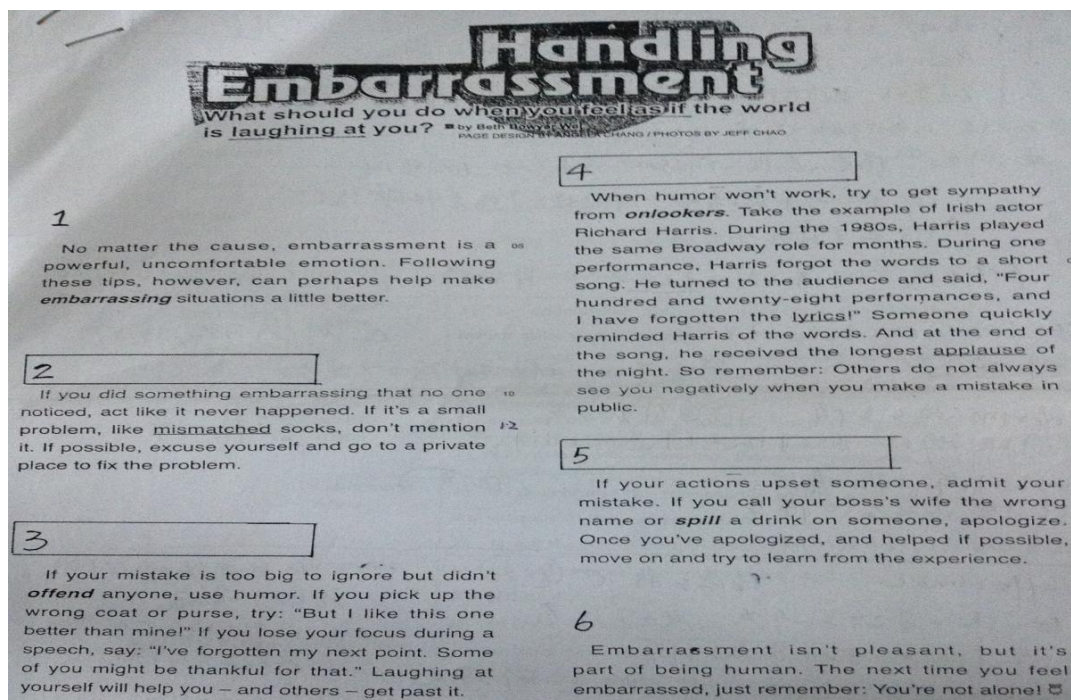 Handling
Embarrassment
What should you do when you feel as if the world
is laughing at you? by Beth
PAGE DESIGN BY ANGELA CHANG / PHOTOS BY JEFF CHAO
1
No matter the cause, embarrassment is a 05
powerful, uncomfortable emotion. Following
these tips, however, can perhaps help make
embarrassing situations a little better.
2
If you did something embarrassing that no one 10
noticed, act like it never happened. If it's a small
problem, like mismatched socks, don't mention 12
it. If possible, excuse yourself and go to a private
place to fix the problem.
3
If your mistake is too big to ignore but didn't
offend anyone, use humor. If you pick up the
wrong coat or purse, try: "But I like this one
better than mine!" If you lose your focus during a
speech, say: "I've forgotten my next point. Some
of you might be thankful for that." Laughing at
yourself will help you – and others – get past it.
4
When humor won't work, try to get sympathy
from onlookers. Take the example of Irish actor
Richard Harris. During the 1980s, Harris played
the same Broadway role for months. During one
performance, Harris forgot the words to a short
song. He turned to the audience and said, "Four
hundred and twenty-eight performances, and
I have forgotten the lyrics!" Someone quickly
reminded Harris of the words. And at the end of
the song, he received the longest applause of
the night. So remember: Others do not always
see you negatively when you make a mistake in
public.
5
If your actions upset someone, admit your
mistake. If you call your boss's wife the wrong
name or spill a drink on someone, apologize.
Once you've apologized, and helped if possible,
move on and try to learn from the experience.
6
Embarrassment isn't pleasant, but it's
part of being human. The next time you feel
embarrassed, just remember: You're not alone!